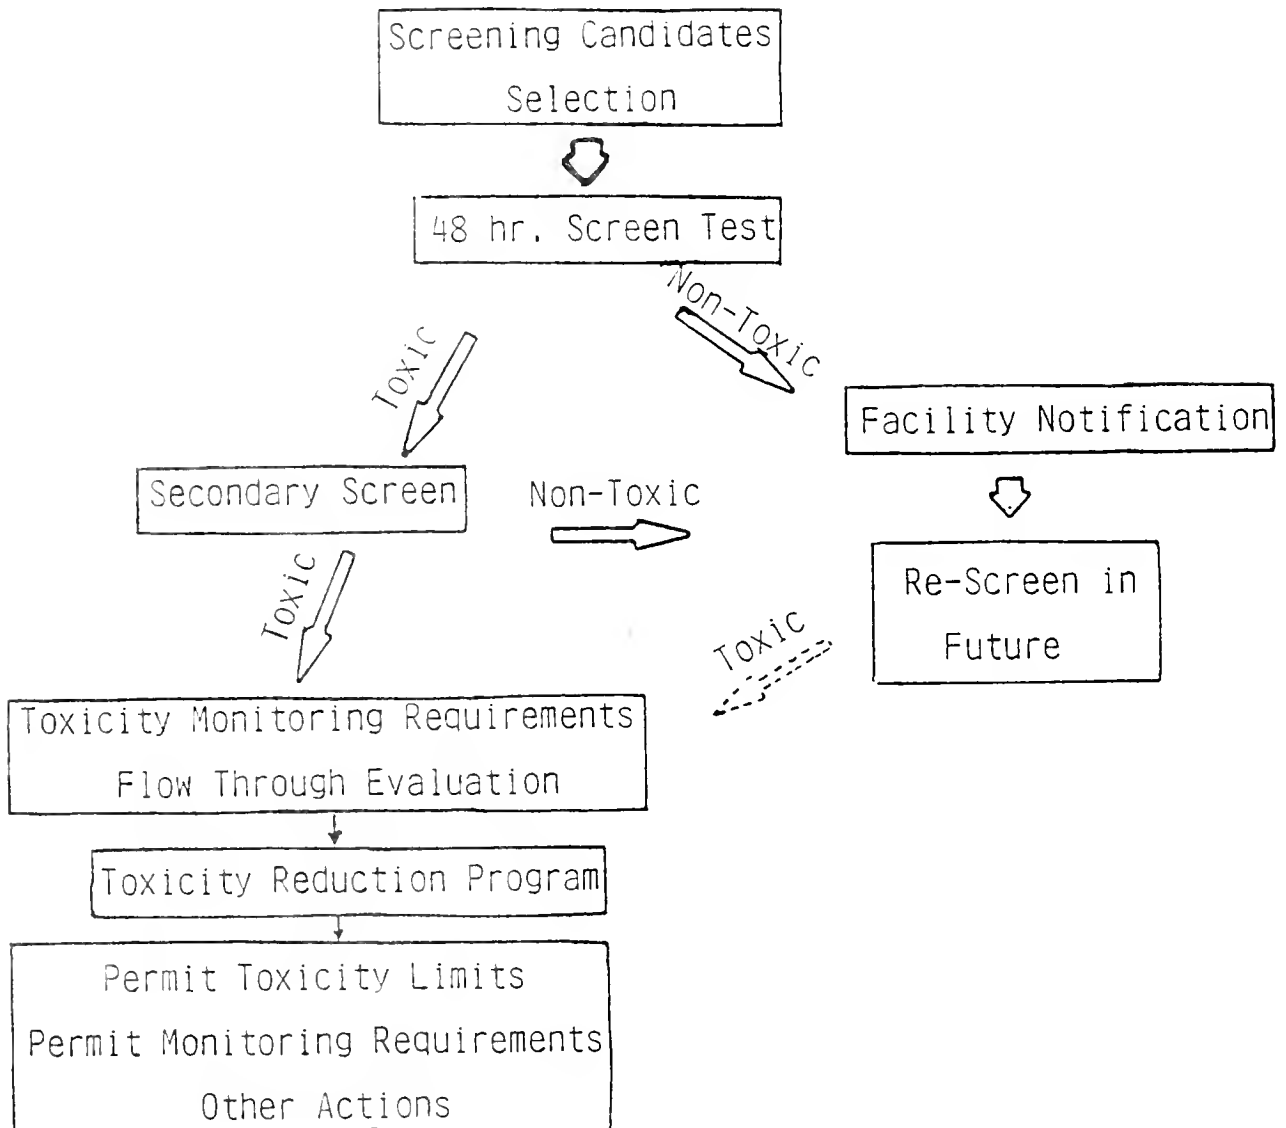 Screening Candidates
Selection
48 hr. Screen Test
Non-Toxic
Toxic
Facility Notification
Secondary Screen
Non-Toxic
Re-Screen in
Future
Toxic
Toxic
Toxicity Monitoring Requirements
Flow Through Evaluation
Toxicity Reduction Program
Permit Toxicity Limits
Permit Monitoring Requirements
Other Actions